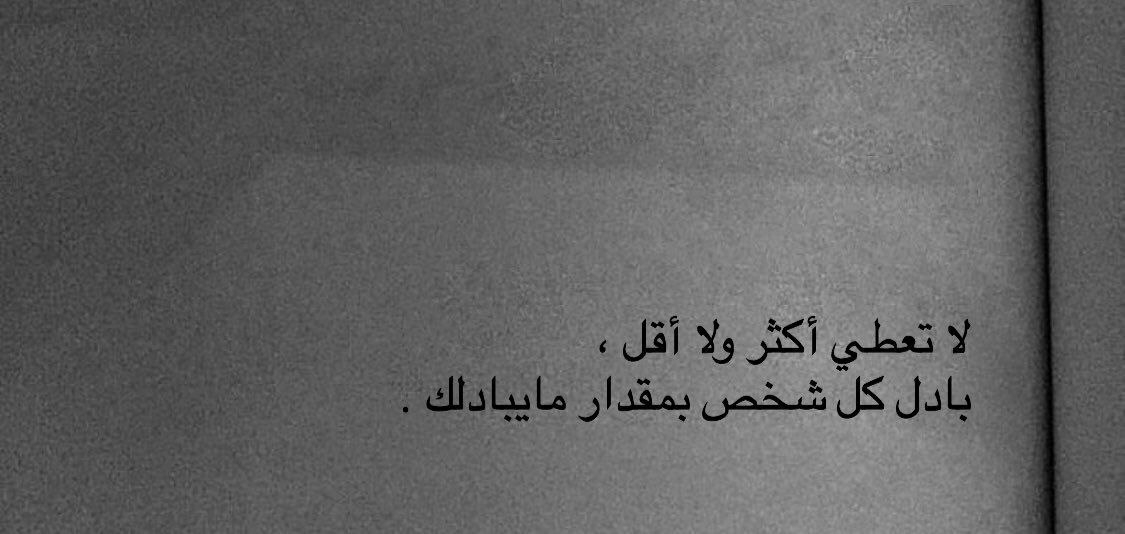 لا تعطي أكثر ولا أقل ،
بادل كل شخص بمقدار مايبادلك .